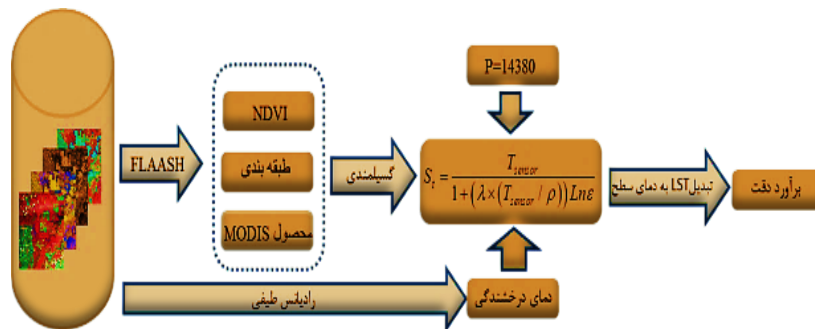 P=14380
FLAASH
NDVI
طبقه بندی
محصول MODIS
گسیلمندی
S_t = T_sensor / 1+(λ×(T_sensor/ρ))Lnε
تبدیل LST به دمای سطح
برآورد دقت
رادیانس طیفی
دمای درخشندگی